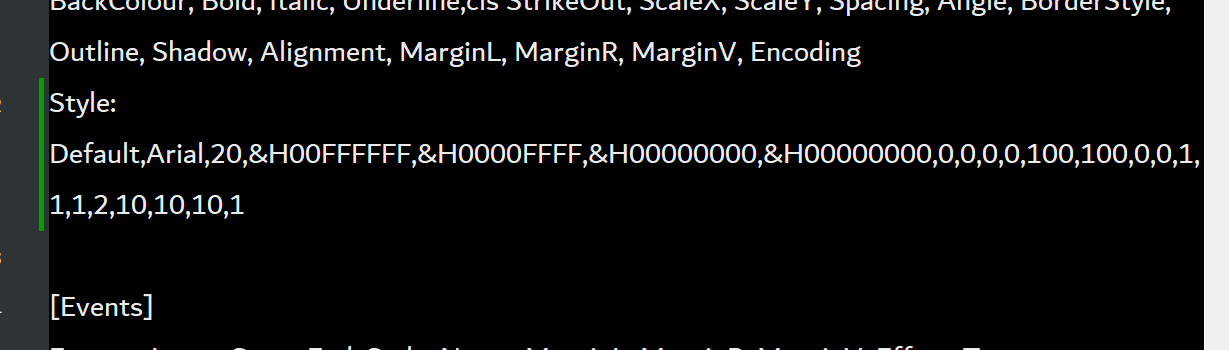 BackColour, Bold, Italic, Underline,cls StrikeOut, ScaleX, ScaleY, Spacing, Angle, BorderStyle,
Outline, Shadow, Alignment, MarginL, MarginR, MarginV, Encoding
Style:
Default,Arial,20,&H00FFFFFF,&H0000FFFF,&H00000000,&H00000000,0,0,0,0,100,100,0,0,1,
1,1,2,10,10,10,1
[Events]